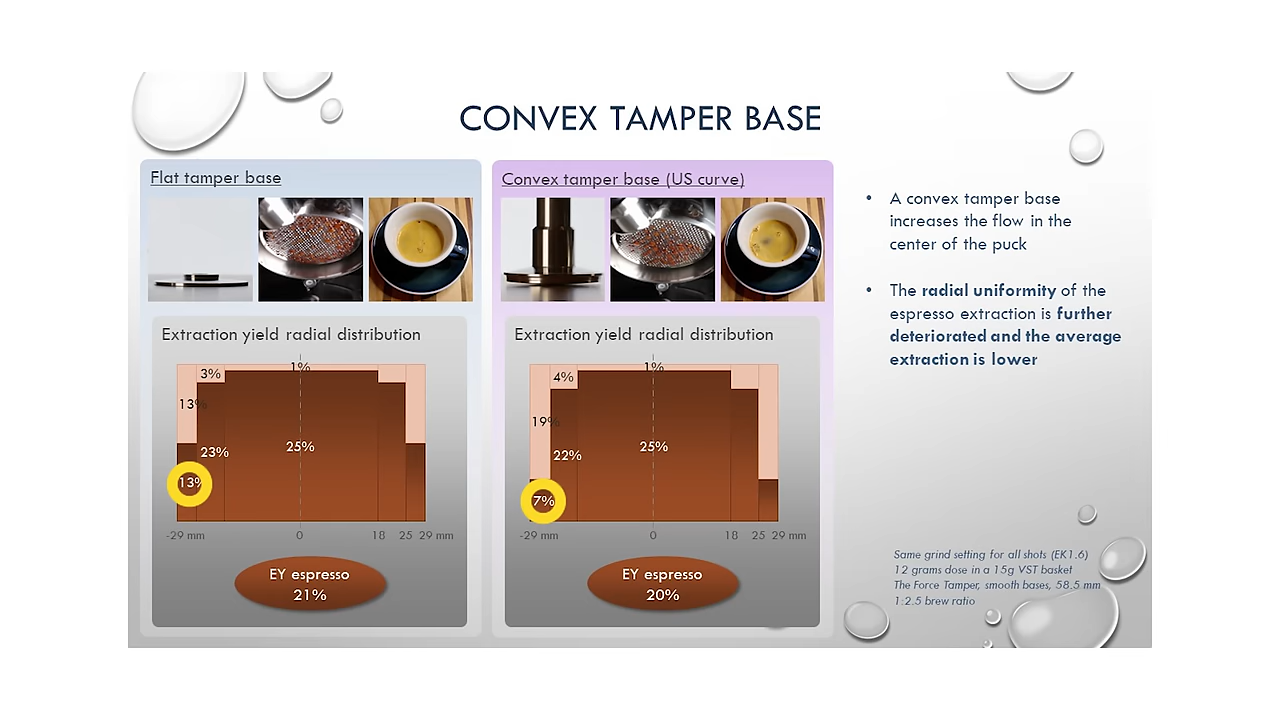 CONVEX TAMPER BASE
Flat tamper base
Extraction yield radial distribution
1%
3%
13%
25%
23%
13%
-29 mm 0 18 25 29 mm
EY espresso
21%
Convex tamper base (US curve)
Extraction yield radial distribution
1%
4%
19%
25%
22%
7%
-29 mm 0 18 25 29 mm
EY espresso
20%
• A convex tamper base
increases the flow in the
center of the puck
• The radial uniformity of the
espresso extraction is further
deteriorated and the average
extraction is lower
Same grind setting for all shots (EK1.6)
12 grams dose in a 15g VST basket
The Force Tamper, smooth bases, 58.5 mm
1:2.5 brew ratio